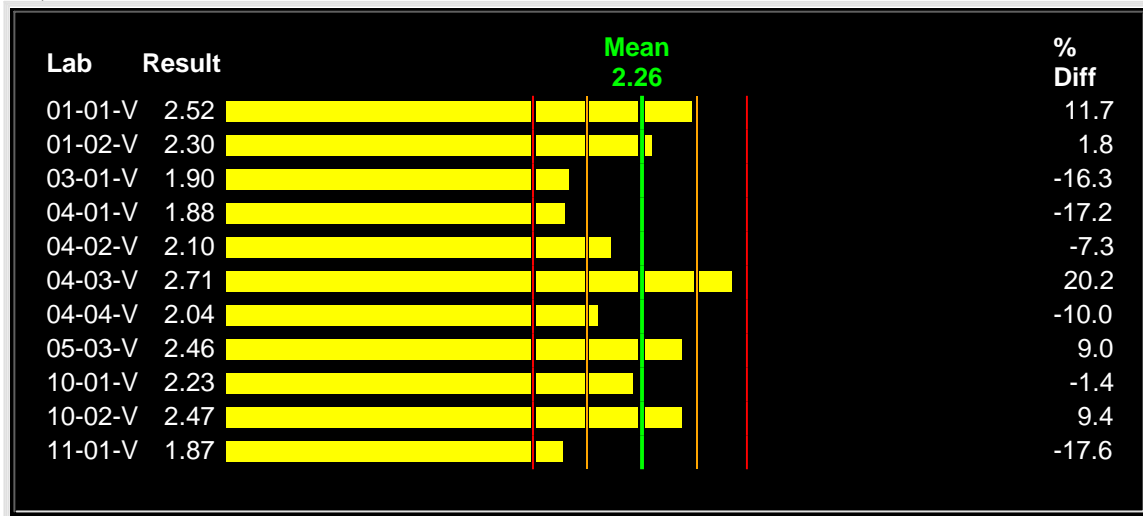 Lab Result Mean 2.26 % Diff
01-01-V 2.52 11.7
01-02-V 2.30 1.8
03-01-V 1.90 -16.3
04-01-V 1.88 -17.2
04-02-V 2.10 -7.3
04-03-V 2.71 20.2
04-04-V 2.04 -10.0
05-03-V 2.46 9.0
10-01-V 2.23 -1.4
10-02-V 2.47 9.4
11-01-V 1.87 -17.6